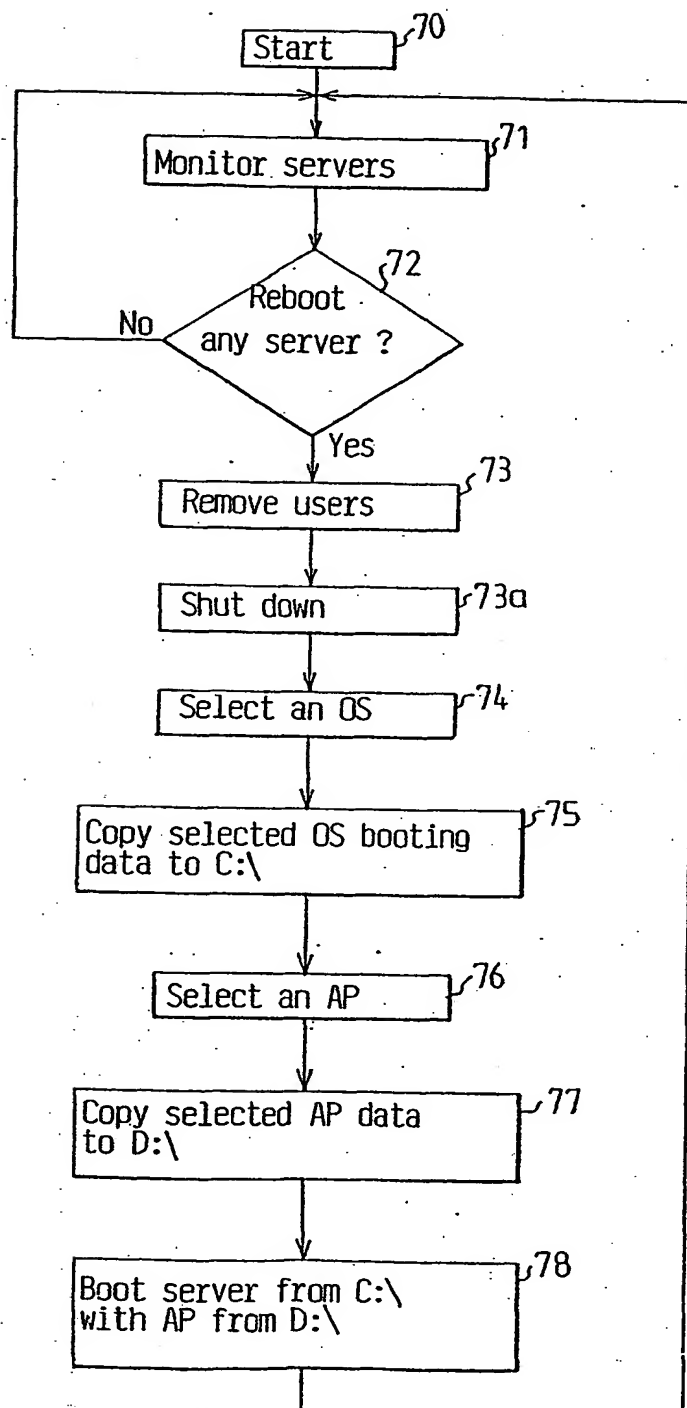 70
Start
71
Monitor servers
72
Reboot
any server ?
No
Yes
73
Remove users
73a
Shut down
74
Select an OS
75
Copy selected OS booting
data to C:\
76
Select an AP
77
Copy selected AP data
to D:\
78
Boot server from C:\
with AP from D:\